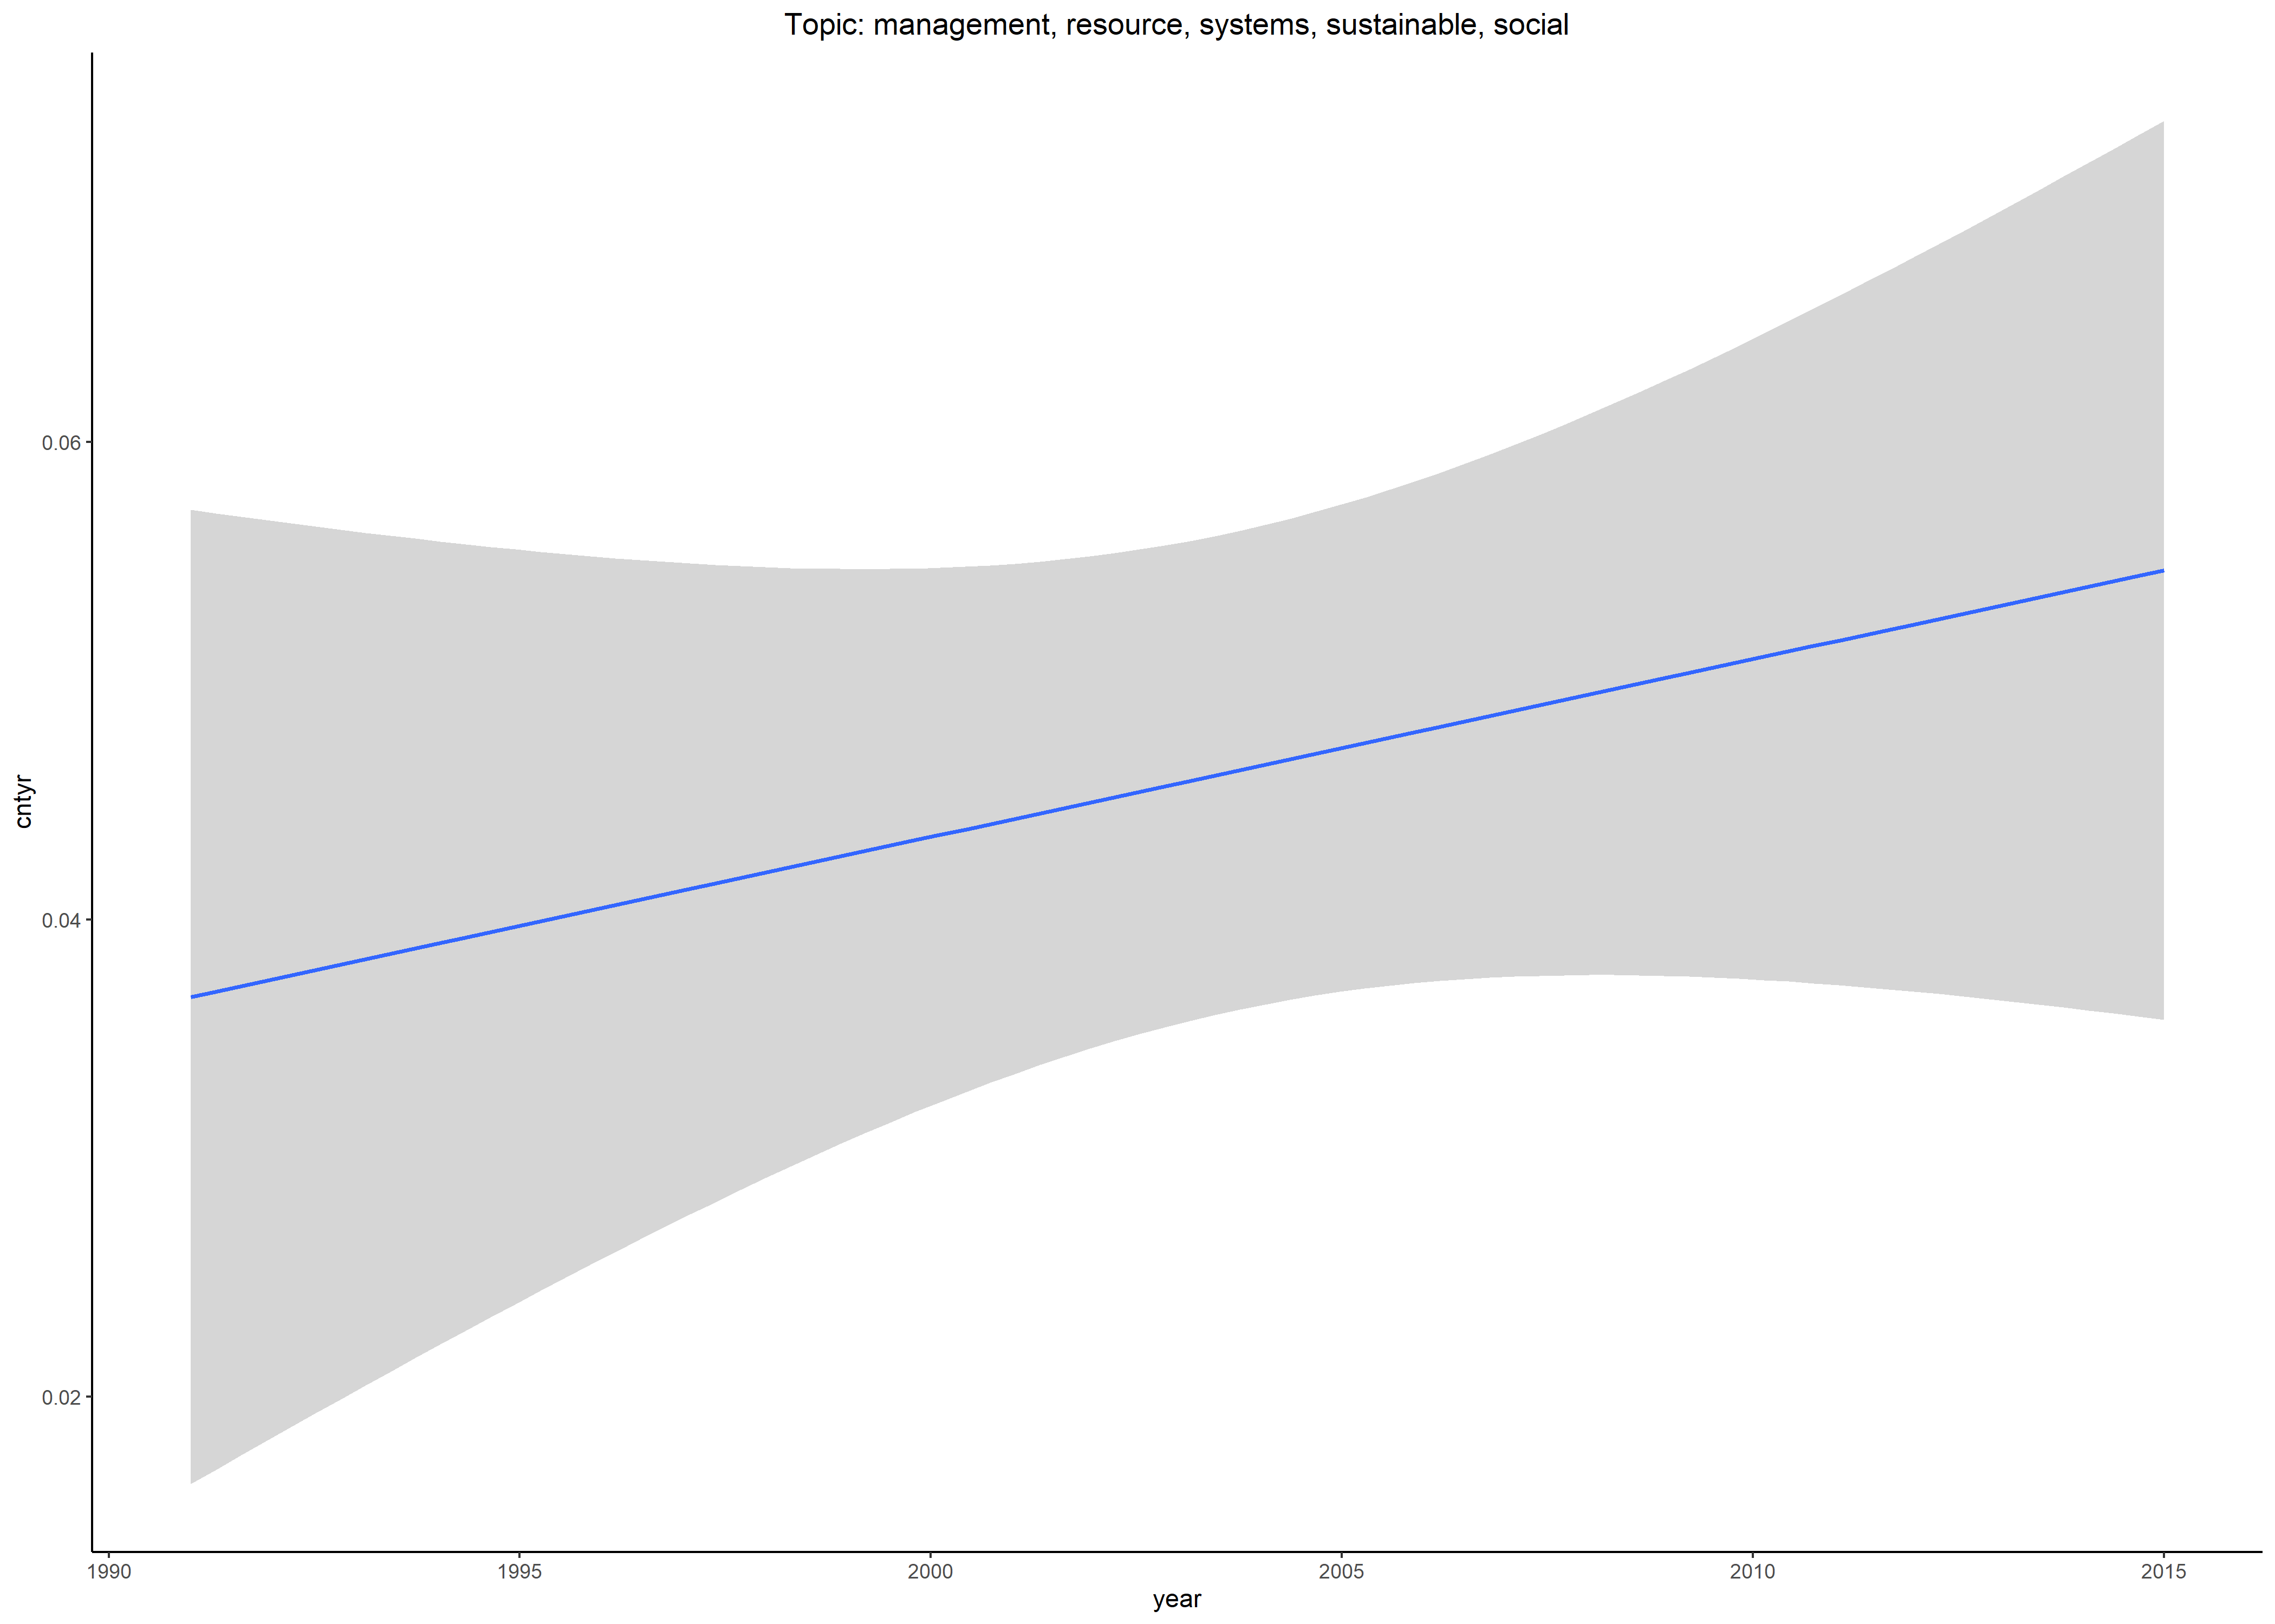 Topic: management, resource, systems, sustainable, social
0.06
0.04
0.02
cntyr
1990 1995 2000 2005 2010 2015
year